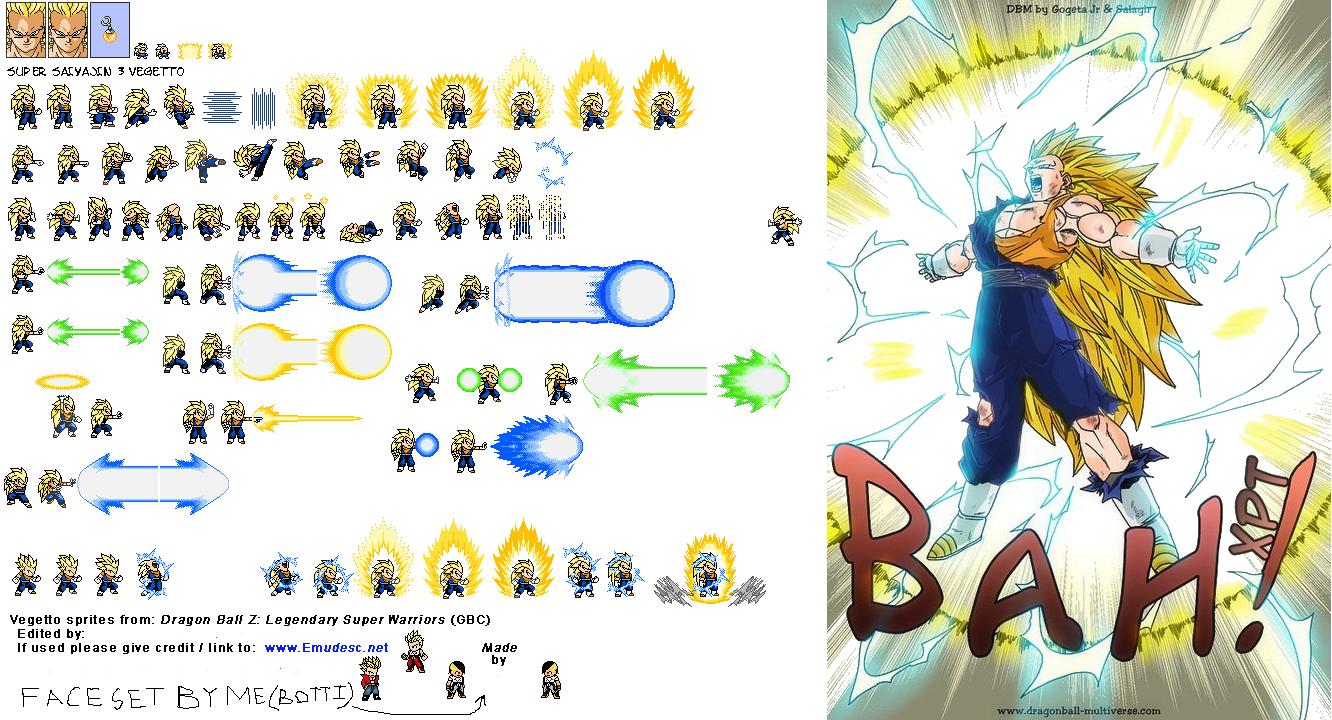 SUPER SAIYAJIN 3 VEGETTO
Vegetto sprites from: Dragon Ball Z: Legendary Super Warriors (GBC)
Edited by:
If used please give credit / link to: www.Emudesc.net
Made
by
FACE SET BY ME(BOTTI)
DBM by Gogeta Jr & Salagir
BAH!
XPT
www.dragonball-multiverse.com